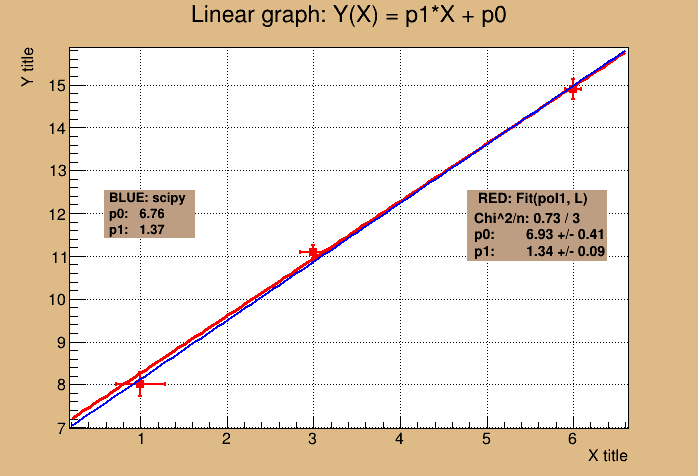 Linear graph: Y(X) = p1*X + p0
Y title
15
14
13
12
11
10
9
8
7
BLUE: scipy
p0: 6.76
p1: 1.37
RED: Fit(pol1, L)
Chi^2/n: 0.73 / 3
p0: 6.93 +/- 0.41
p1: 1.34 +/- 0.09
1 2 3 4 5 6
X title